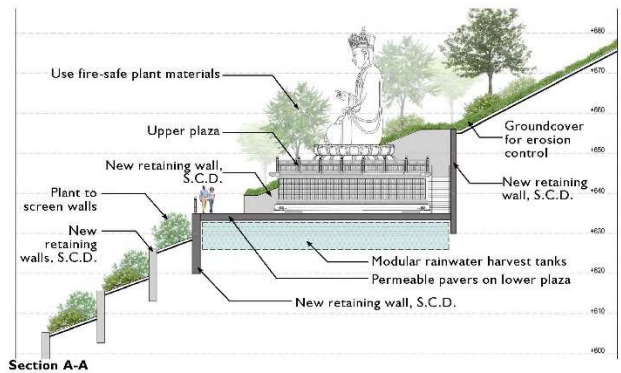 +680
Use fire-safe plant materials
+670
+660
Upper plaza
Groundcover
for erosion
control
+650
New retaining wall,
S.C.D.
New retaining
wall, S.C.D.
Plant to
screen walls
+640
New
retaining
walls, S.C.D.
+630
Modular rainwater harvest tanks
Permeable pavers on lower plaza
+620
New retaining wall, S.C.D.
+610
+600
Section A-A